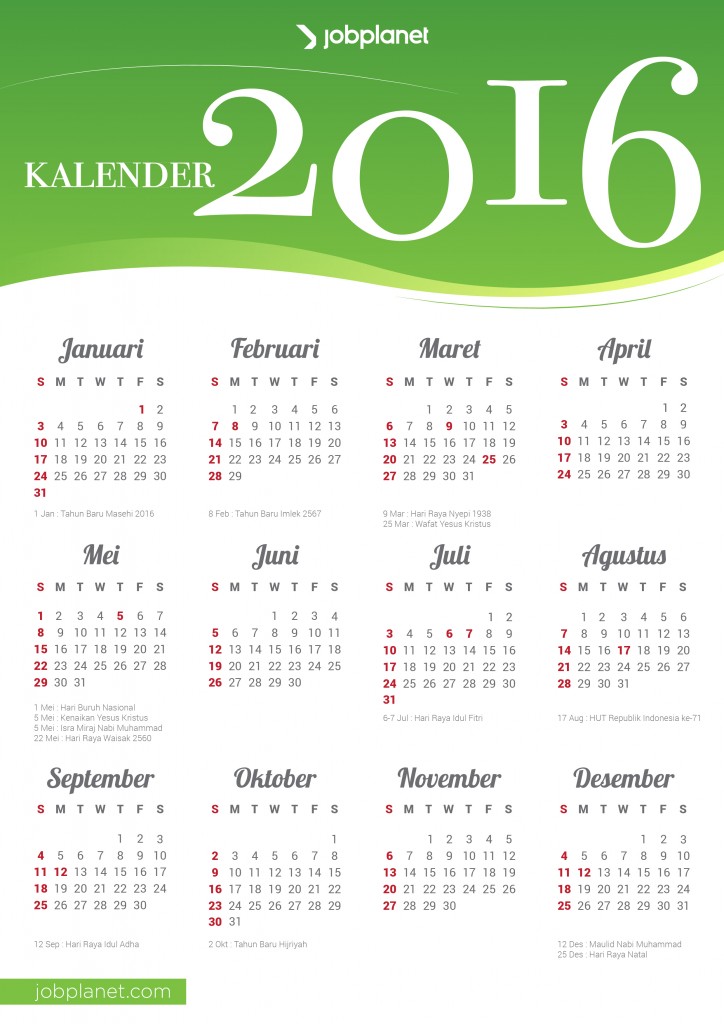 jobplanet
KALENDER 2016
Januari
S M T W T F S
1 2
3 4 5 6 7 8 9
10 11 12 13 14 15 16
17 18 19 20 21 22 23
24 25 26 27 28 29 30
31
1 Jan : Tahun Baru Masehi 2016
Februari
S M T W T F S
1 2 3 4 5 6
7 8 9 10 11 12 13
14 15 16 17 18 19 20
21 22 23 24 25 26 27
28 29
8 Feb : Tahun Baru Imlek 2567
Maret
S M T W T F S
1 2 3 4 5
6 7 8 9 10 11 12
13 14 15 16 17 18 19
20 21 22 23 24 25 26
27 28 29 30 31
9 Mar : Hari Raya Nyepi 1938
25 Mar : Wafat Yesus Kristus
April
S M T W T F S
1 2
3 4 5 6 7 8 9
10 11 12 13 14 15 16
17 18 19 20 21 22 23
24 25 26 27 28 29 30
Mei
S M T W T F S
1 2 3 4 5 6 7
8 9 10 11 12 13 14
15 16 17 18 19 20 21
22 23 24 25 26 27 28
29 30 31
1 Mei : Hari Buruh Nasional
5 Mei : Kenaikan Yesus Kristus
5 Mei : Isra Miraj Nabi Muhammad
22 Mei : Hari Raya Waisak 2560
Juni
S M T W T F S
1 2 3 4
5 6 7 8 9 10 11
12 13 14 15 16 17 18
19 20 21 22 23 24 25
26 27 28 29 30
Juli
S M T W T F S
1 2
3 4 5 6 7 8 9
10 11 12 13 14 15 16
17 18 19 20 21 22 23
24 25 26 27 28 29 30
31
6-7 Jul : Hari Raya Idul Fitri
Agustus
S M T W T F S
1 2 3 4 5 6
7 8 9 10 11 12 13
14 15 16 17 18 19 20
21 22 23 24 25 26 27
28 29 30 31
17 Aug : HUT Republik Indonesia ke-71
September
S M T W T F S
1 2 3
4 5 6 7 8 9 10
11 12 13 14 15 16 17
18 19 20 21 22 23 24
25 26 27 28 29 30
12 Sep : Hari Raya Idul Adha
Oktober
S M T W T F S
1
2 3 4 5 6 7 8
9 10 11 12 13 14 15
16 17 18 19 20 21 22
23 24 25 26 27 28 29
30 31
2 Okt : Tahun Baru Hijriyah
November
S M T W T F S
1 2 3 4 5
6 7 8 9 10 11 12
13 14 15 16 17 18 19
20 21 22 23 24 25 26
27 28 29 30
Desember
S M T W T F S
1 2 3
4 5 6 7 8 9 10
11 12 13 14 15 16 17
18 19 20 21 22 23 24
25 26 27 28 29 30 31
12 Des : Maulid Nabi Muhammad
25 Des : Hari Raya Natal
jobplanet.com